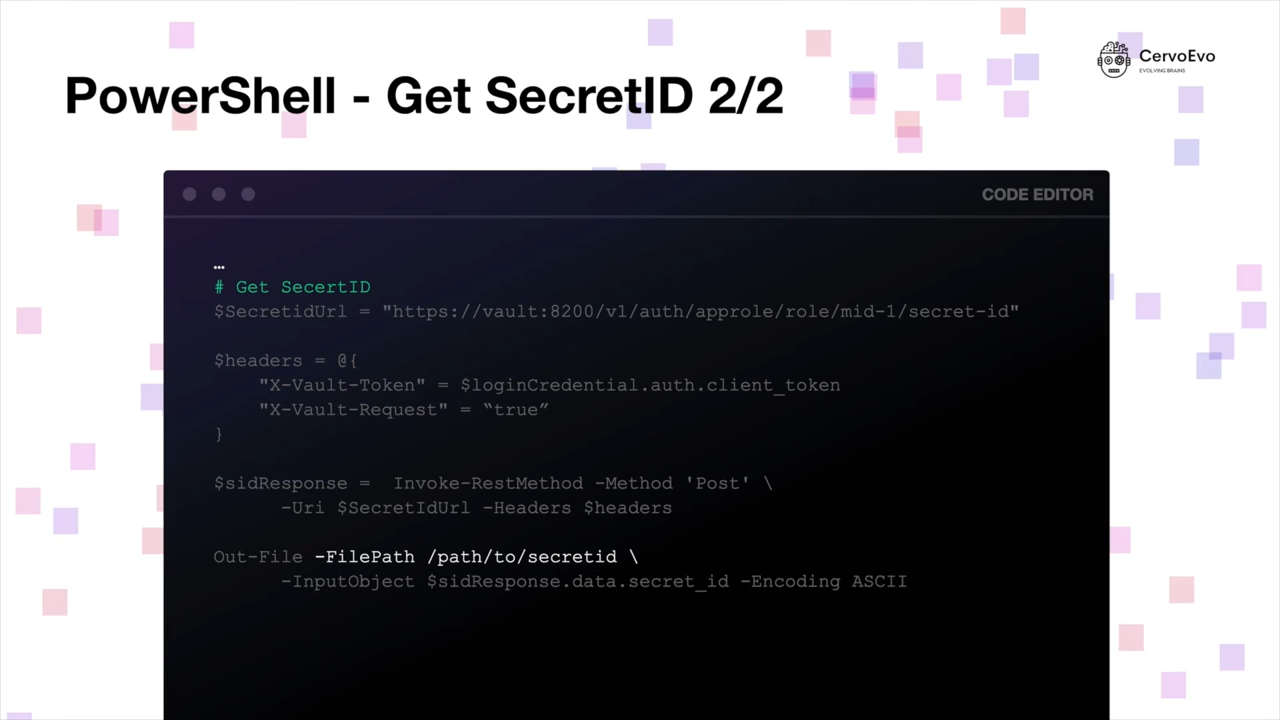 CervoEvo
EVOLVING BRAINS
PowerShell - Get SecretID 2/2
CODE EDITOR
…
# Get SecertID
$SecretidUrl = "https://vault:8200/v1/auth/approle/role/mid-1/secret-id"
$headers = @{
"X-Vault-Token" = $loginCredential.auth.client_token
"X-Vault-Request" = “true”
}
$sidResponse =  Invoke-RestMethod -Method 'Post' \
-Uri $SecretIdUrl -Headers $headers
Out-File -FilePath /path/to/secretid \
-InputObject $sidResponse.data.secret_id -Encoding ASCII